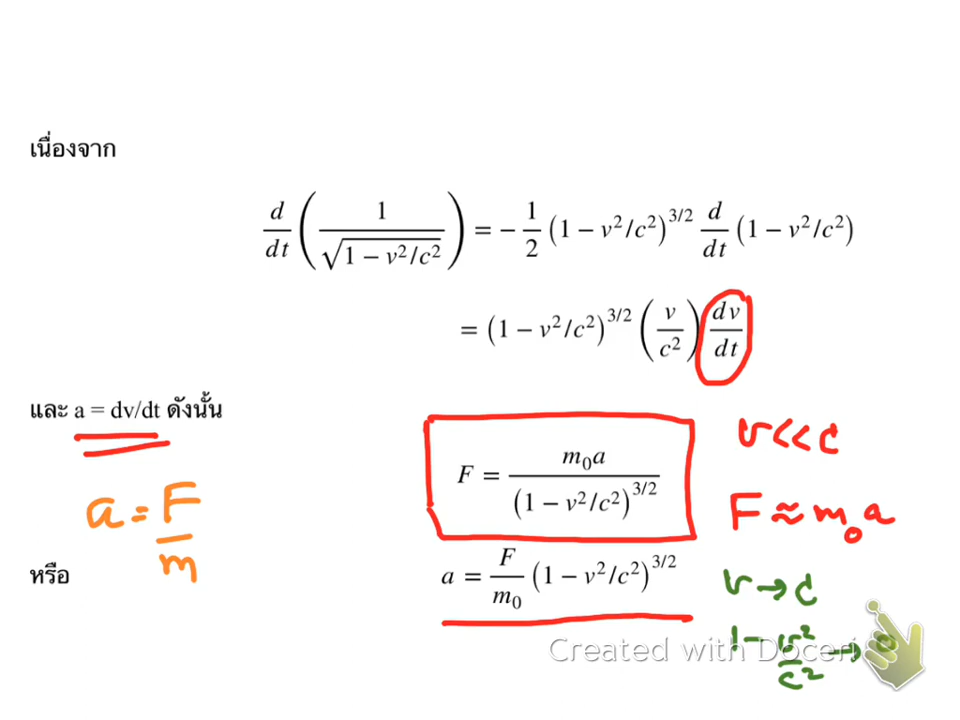 เนื่องจาก
d/dt (1/√(1 − v²/c²)) = − 1/2 (1 − v²/c²)^3/2 d/dt (1 − v²/c²)
= (1 − v²/c²)^3/2 (v/c²) dv/dt
และ a = dv/dt ดังนั้น
v<<c
F = m₀a / (1 − v²/c²)^3/2
a = F/m
F ≈ m₀a
หรือ
a = F/m₀ (1 − v²/c²)^3/2
v → c
1 − v²/c² → 0
Created with Doceri